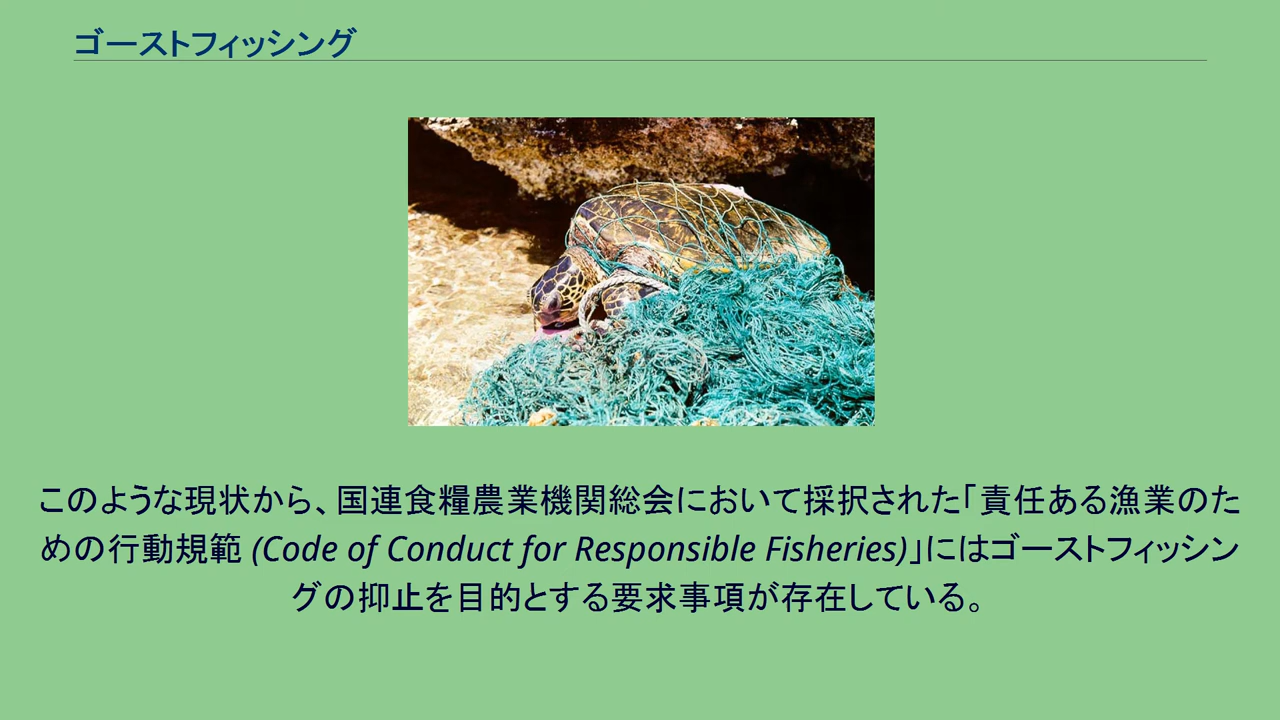 ゴーストフィッシング
このような現状から、国連食糧農業機関総会において採択された「責任ある漁業のた
めの行動規範 (Code of Conduct for Responsible Fisheries)」にはゴーストフィッシン
グの抑止を目的とする要求事項が存在している。